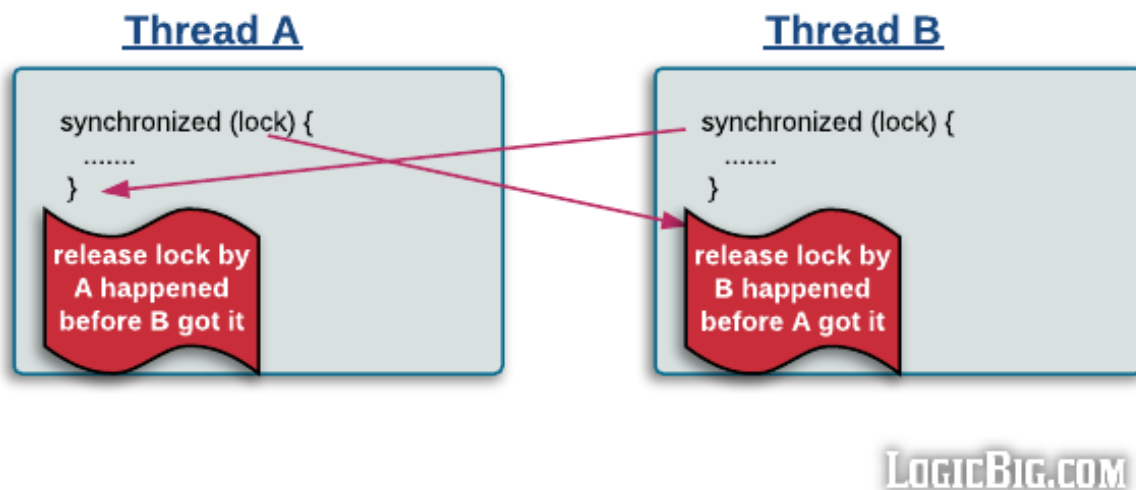 Thread A
Thread B
synchronized (lock) {
.......
}
release lock by
A happened
before B got it
synchronized (lock) {
.......
}
release lock by
B happened
before A got it
LogicBig.com